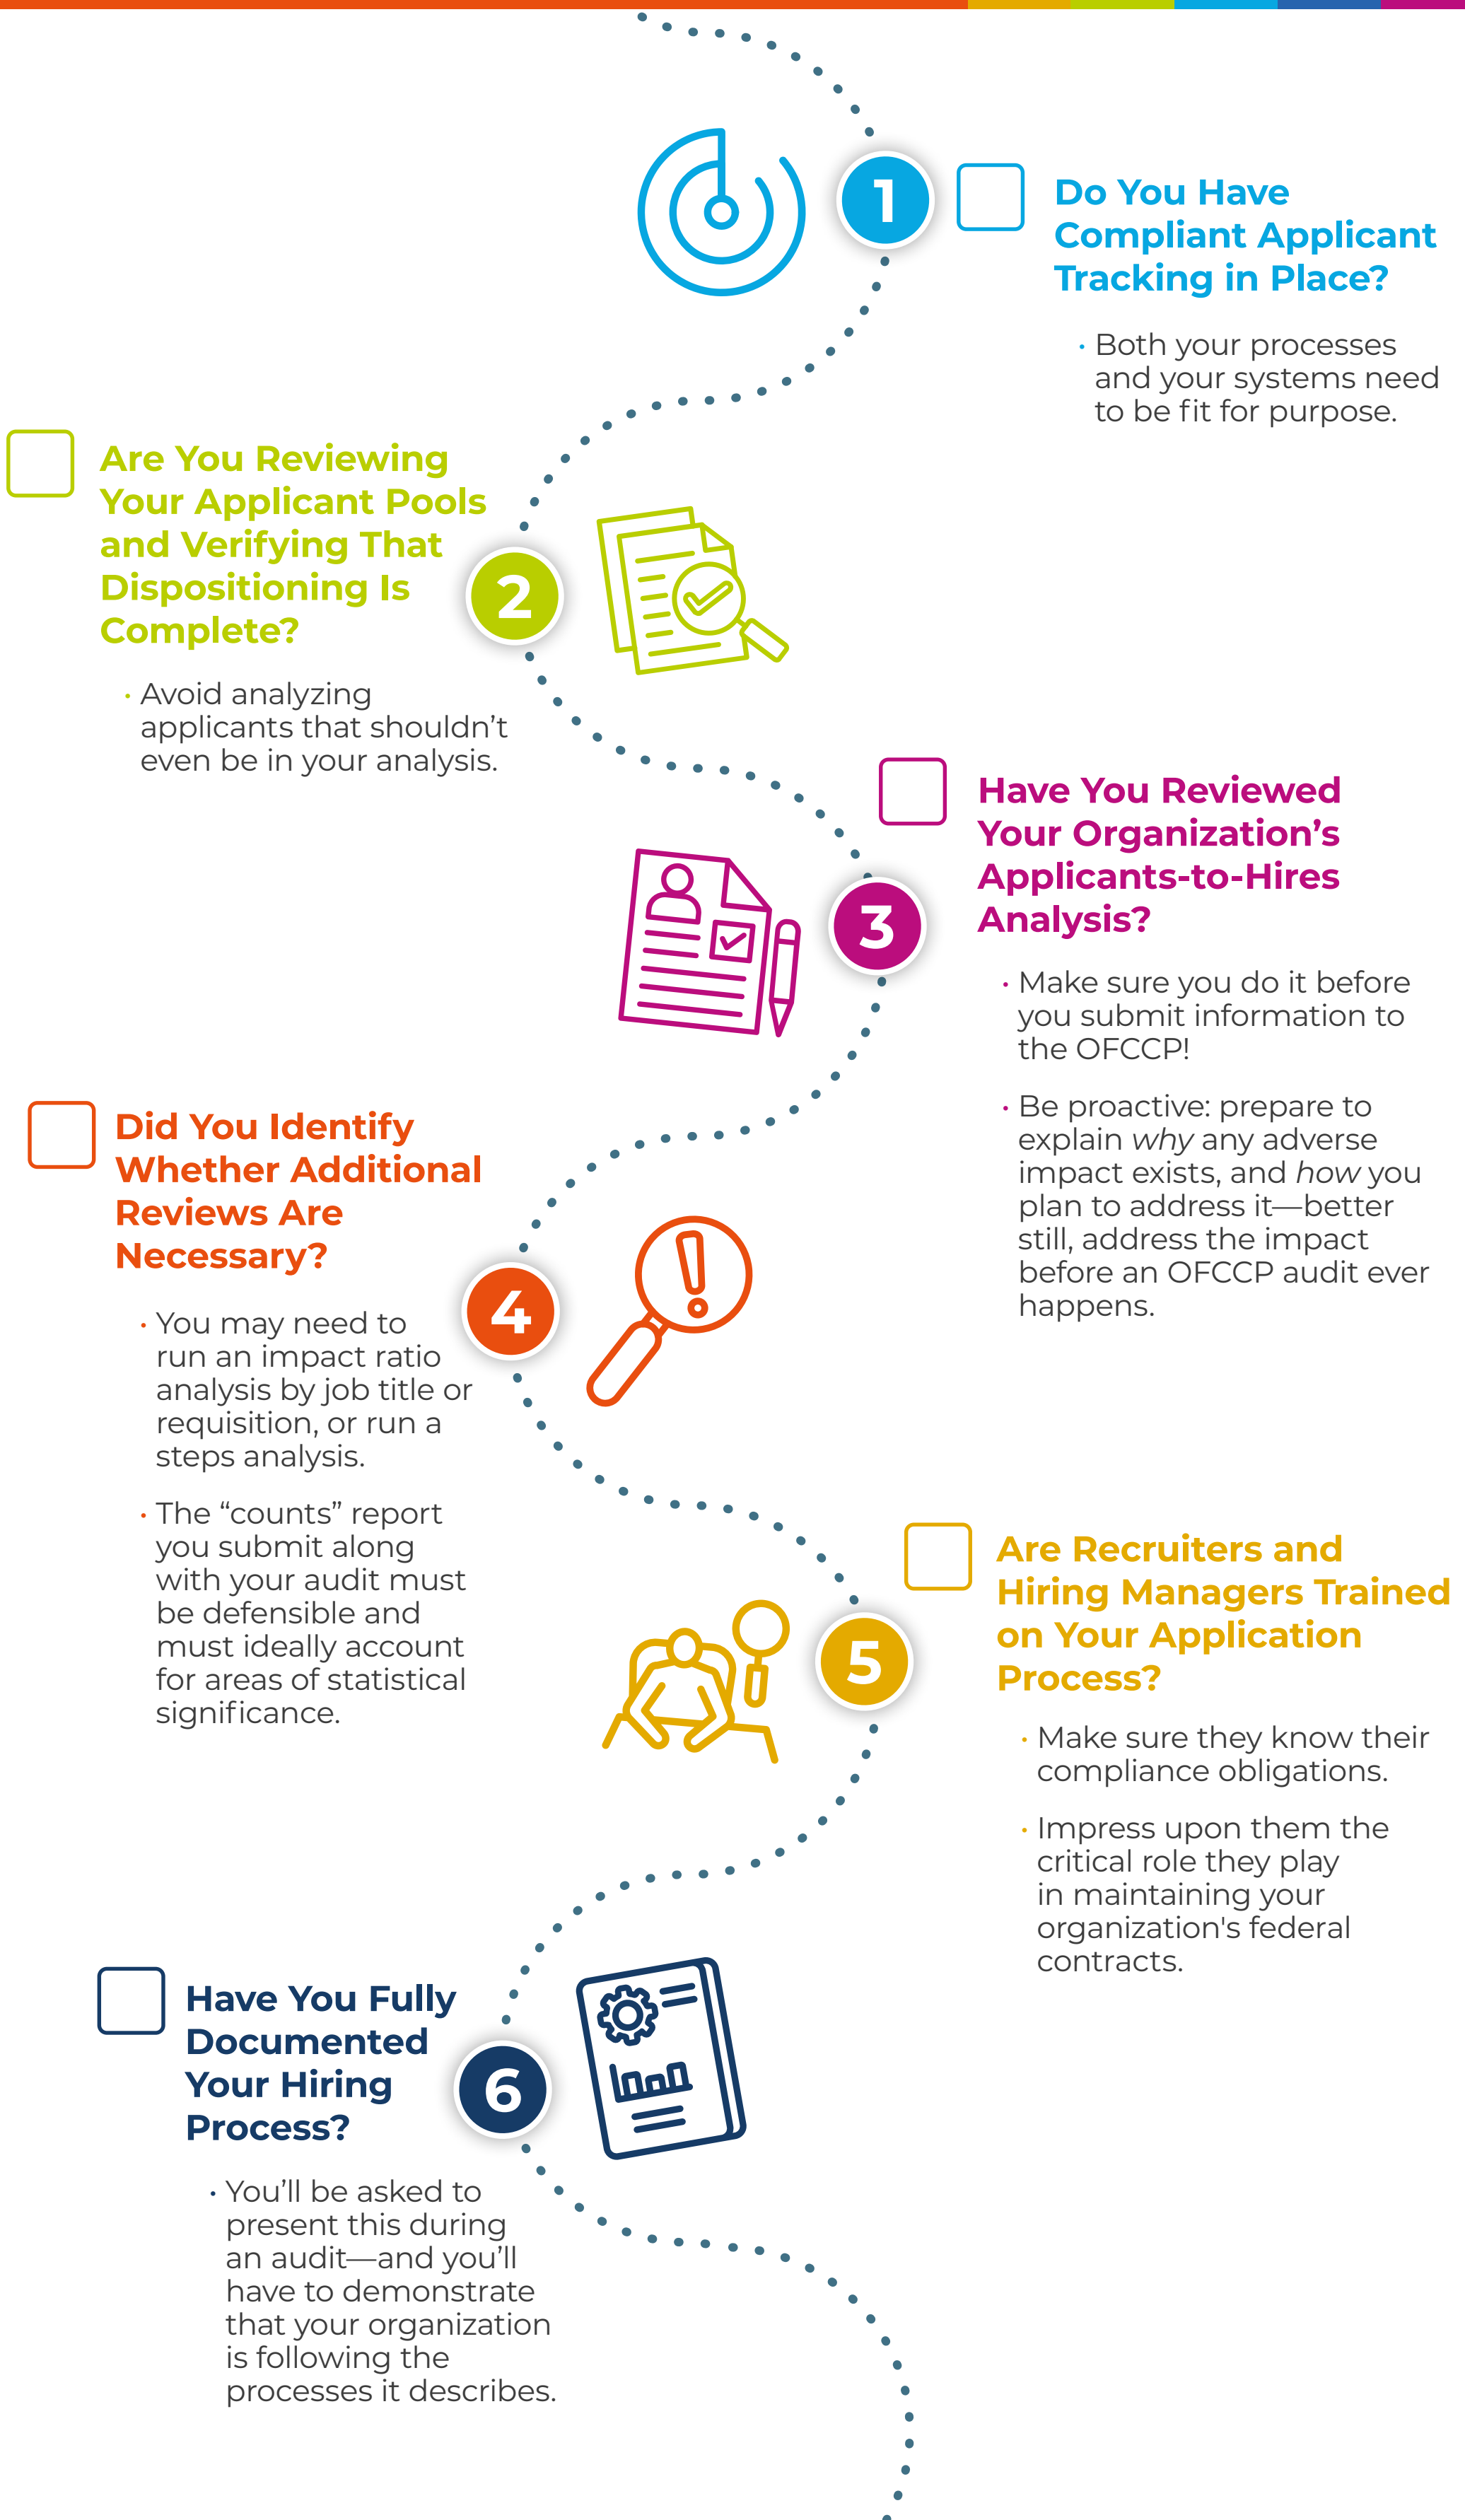 1
Do You Have
Compliant Applicant
Tracking in Place?
• Both your processes
and your systems need
to be fit for purpose.
Are You Reviewing
Your Applicant Pools
and Verifying That
Dispositioning Is
Complete?
2
• Avoid analyzing
applicants that shouldn’t
even be in your analysis.
3
Have You Reviewed
Your Organization’s
Applicants-to-Hires
Analysis?
• Make sure you do it before
you submit information to
the OFCCP!
• Be proactive: prepare to
explain why any adverse
impact exists, and how you
plan to address it—better
still, address the impact
before an OFCCP audit ever
happens.
Did You Identify
Whether Additional
Reviews Are
Necessary?
4
• You may need to
run an impact ratio
analysis by job title or
requisition, or run a
steps analysis.
• The “counts” report
you submit along
with your audit must
be defensible and
must ideally account
for areas of statistical
significance.
5
Are Recruiters and
Hiring Managers Trained
on Your Application
Process?
• Make sure they know their
compliance obligations.
• Impress upon them the
critical role they play
in maintaining your
organization's federal
contracts.
Have You Fully
Documented
Your Hiring
Process?
6
• You’ll be asked to
present this during
an audit—and you’ll
have to demonstrate
that your organization
is following the
processes it describes.